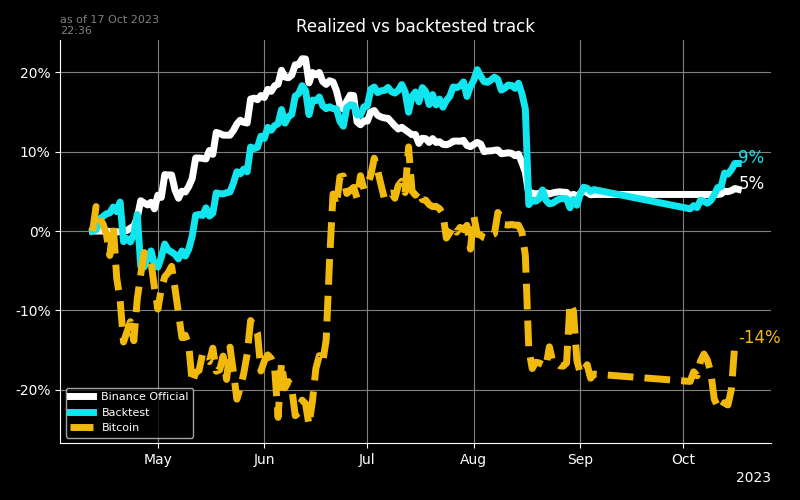 as of 17 Oct 2023
22:36
Realized vs backtested track
20%
10%
0%
-10%
-20%
9%
5%
-14%
Binance Official
Backtest
Bitcoin
May Jun Jul Aug Sep Oct
2023